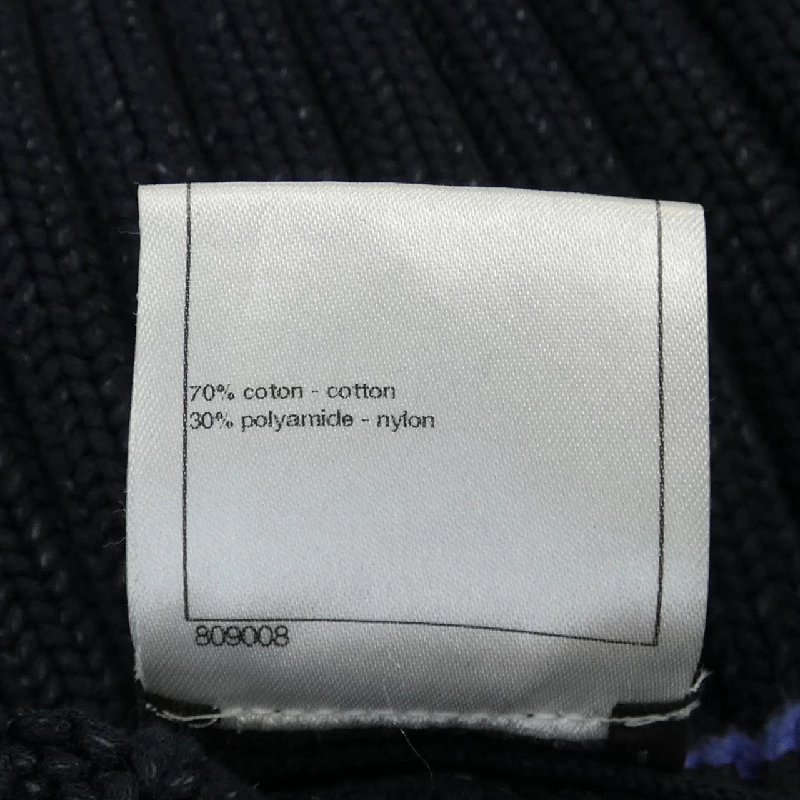 70% coton - cotton
30% polyamide - nylon
809008